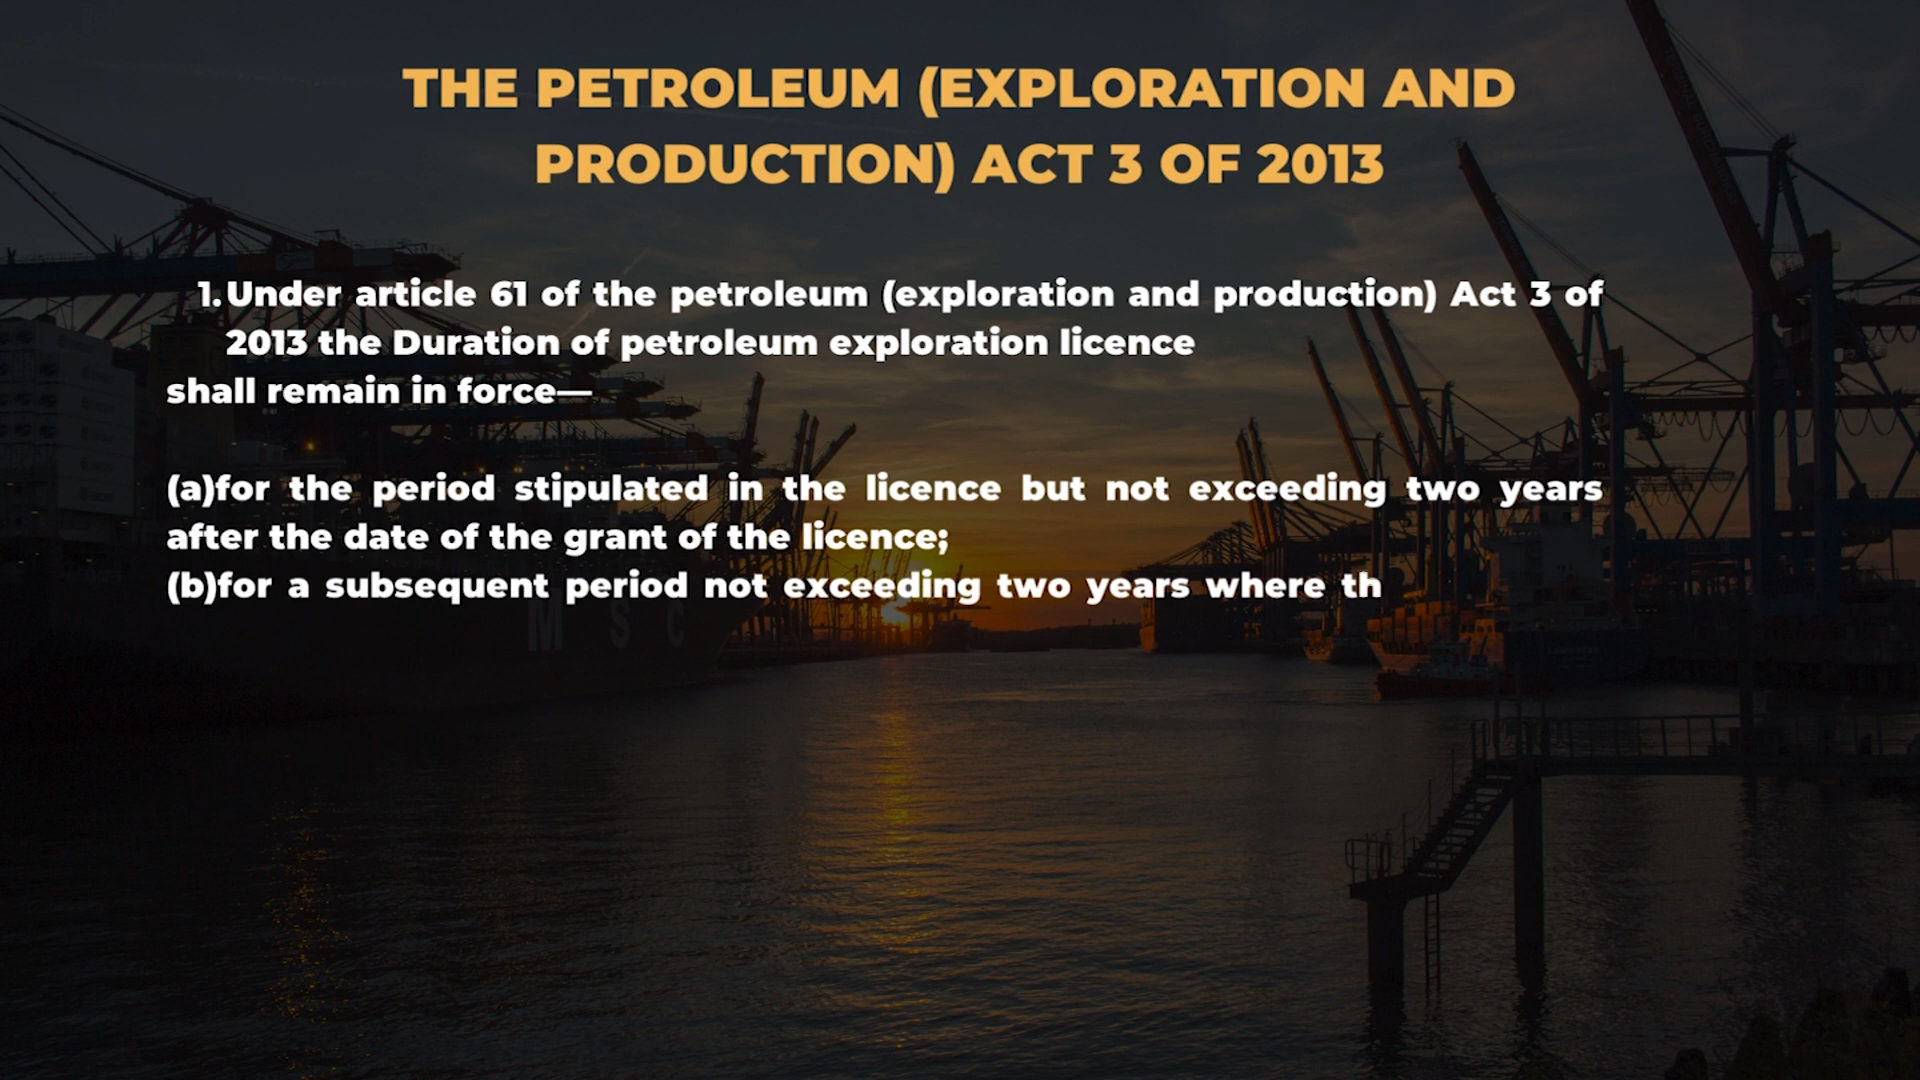 THE PETROLEUM (EXPLORATION AND
PRODUCTION) ACT 3 OF 2013
1. Under article 61 of the petroleum (exploration and production) Act 3 of
2013 the Duration of petroleum exploration licence
shall remain in force—
(a)for the period stipulated in the licence but not exceeding two years
after the date of the grant of the licence;
(b)for a subsequent period not exceeding two years where th
M S C